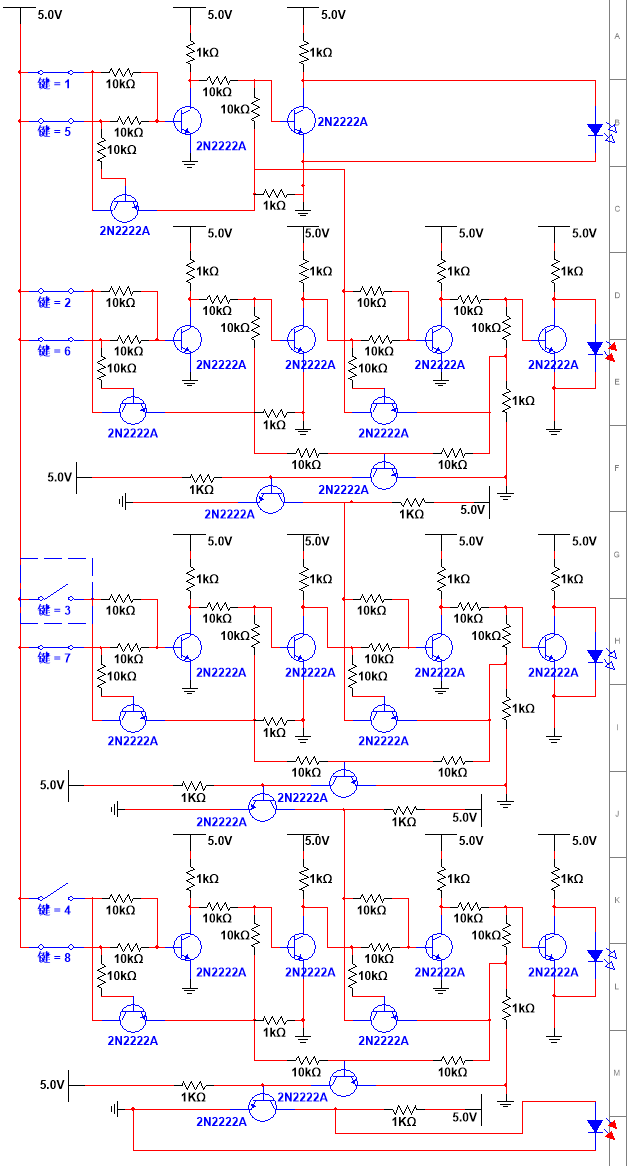 5.0V 5.0V 5.0V
A
1kΩ 1kΩ
10kΩ 10kΩ
键 = 1
10kΩ
B
键 = 5 10kΩ 2N2222A
10kΩ 2N2222A
1kΩ
C
2N2222A
5.0V 5.0V 5.0V 5.0V
1kΩ 1kΩ 1kΩ 1kΩ
D
键 = 2 10kΩ 10kΩ 10kΩ 10kΩ
10kΩ 10kΩ
键 = 6 10kΩ 10kΩ
10kΩ 2N2222A 2N2222A 10kΩ 2N2222A 2N2222A
E
1kΩ
1kΩ
2N2222A 2N2222A
10kΩ 10kΩ
F
5.0V
1KΩ 2N2222A
2N2222A 1KΩ 5.0V
5.0V 5.0V 5.0V 5.0V
G
1kΩ 1kΩ 1kΩ 1kΩ
键 = 3 10kΩ 10kΩ 10kΩ 10kΩ
10kΩ 10kΩ
H
键 = 7 10kΩ 10kΩ
10kΩ 2N2222A 2N2222A 10kΩ 2N2222A 2N2222A
I
1kΩ
1kΩ
2N2222A 2N2222A
10kΩ 10kΩ
5.0V
1KΩ 2N2222A
J
2N2222A 1KΩ 5.0V
5.0V 5.0V 5.0V 5.0V
1kΩ 1kΩ 1kΩ 1kΩ
K
键 = 4 10kΩ 10kΩ 10kΩ 10kΩ
10kΩ 10kΩ
键 = 8 10kΩ 10kΩ
10kΩ 2N2222A 2N2222A 10kΩ 2N2222A 2N2222A
L
1kΩ
1kΩ
2N2222A 2N2222A
10kΩ 10kΩ
M
5.0V
1KΩ 2N2222A
2N2222A 1KΩ 5.0V